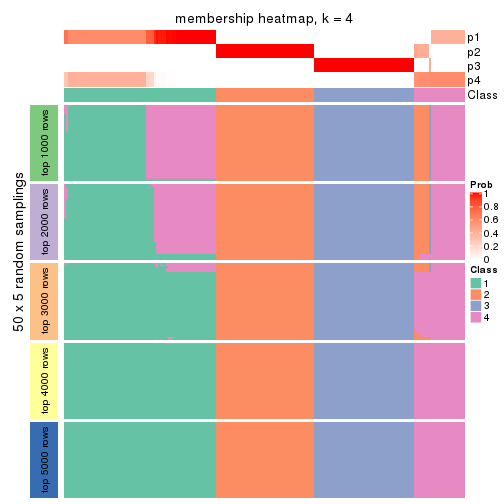 membership heatmap, k = 4
p1
p2
p3
p4
Class
50 x 5 random samplings
top 1000 rows
top 2000 rows
top 3000 rows
top 4000 rows
top 5000 rows
Prob
1
0.8
0.6
0.4
0.2
0
Class
1
2
3
4